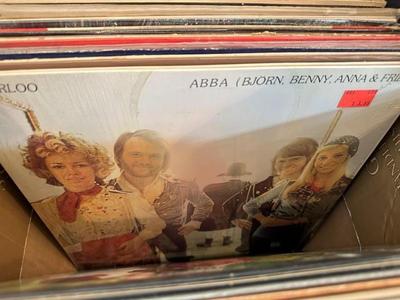 RLOO
ABBA (BJORN, BENNY, ANNA & FRI